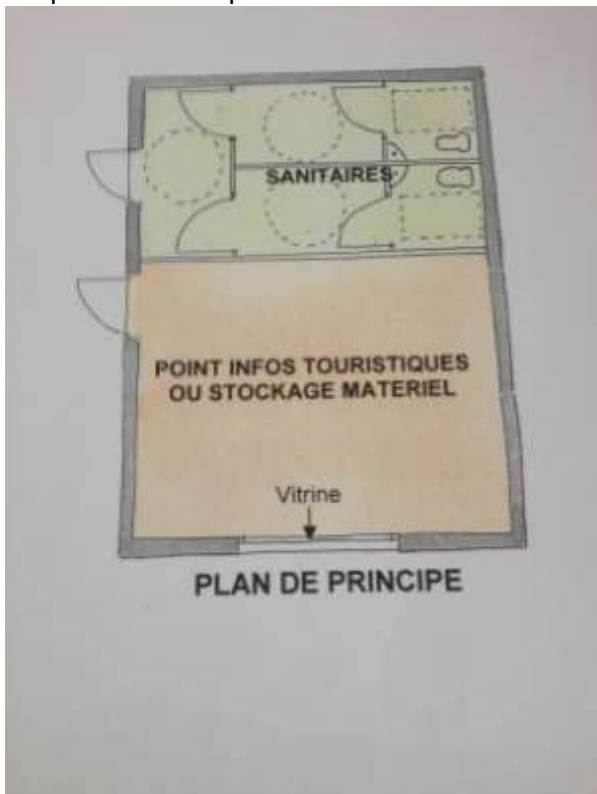 SANITAIRES
POINT INFOS TOURISTIQUES
OU STOCKAGE MATERIEL
Vitrine
PLAN DE PRINCIPE